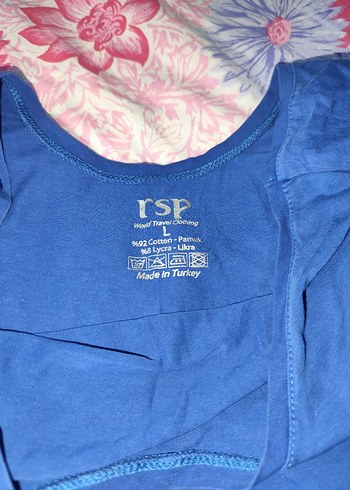 rsp
World Travel Clothing
L
%92 Cotton - Pamuk
%8 Lycra - Likra
Made In Turkey